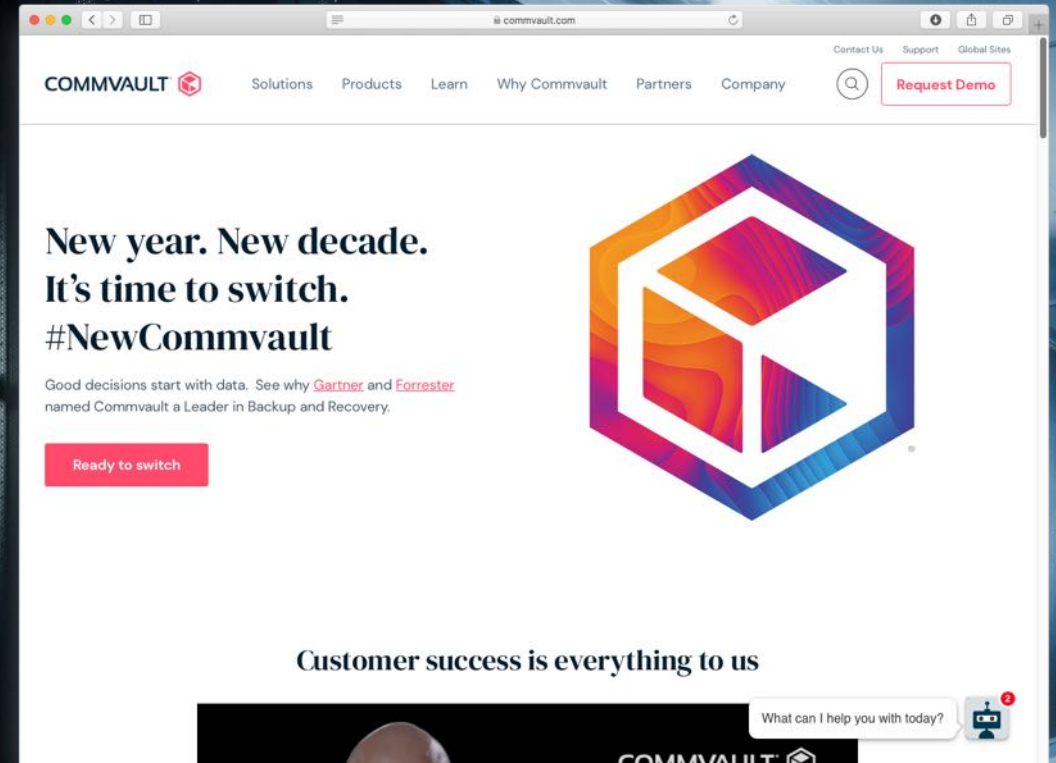 commvault.com
Contact Us Support Global Sites
COMMVAULT Solutions Products Learn Why Commvault Partners Company Request Demo
New year. New decade.
It's time to switch.
#NewCommvault
Good decisions start with data. See why Gartner and Forrester
named Commvault a Leader in Backup and Recovery.
Ready to switch
Customer success is everything to us
2
What can I help you with today?
COMMVAULT